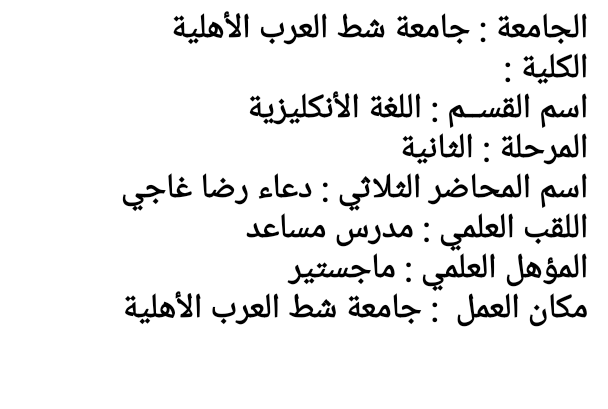 الجامعة : جامعة شط العرب الأهلية
الكلية :
اسم القســم : اللغة الأنكليزية
المرحلة : الثانية
اسم المحاضر الثلاثي : دعاء رضا غاجي
اللقب العلمي : مدرس مساعد
المؤهل العلمي : ماجستير
مكان العمل : جامعة شط العرب الأهلية